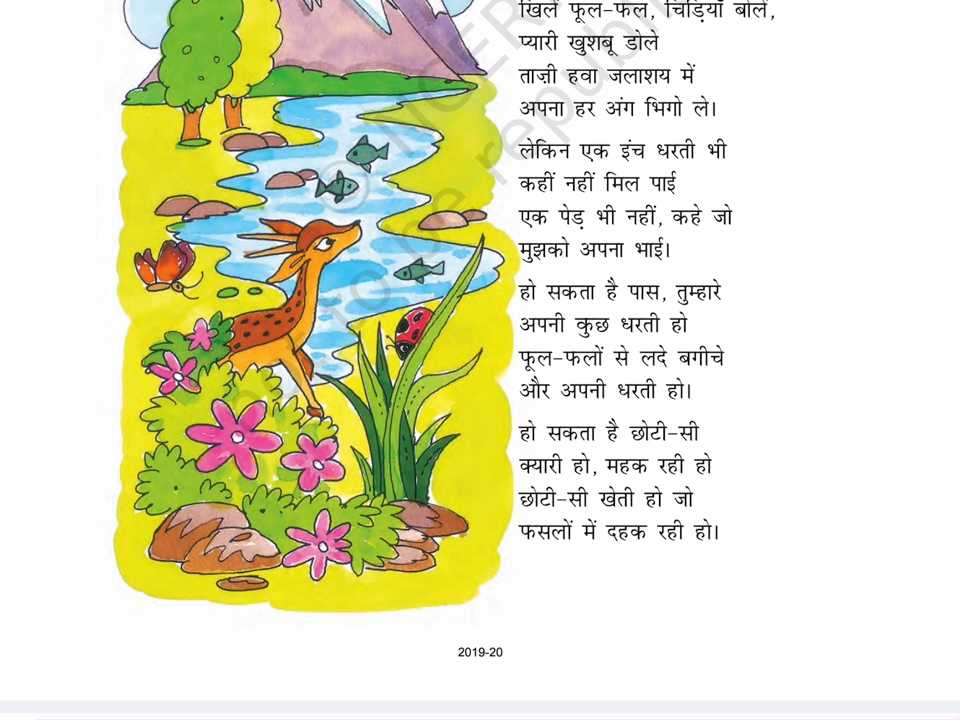 खिलें फूल-फल, चिड़ियाँ बोलें,
प्यारी खुशबू डोले
ताज़ी हवा जलाशय में
अपना हर अंग भिगो ले।
लेकिन एक इंच धरती भी
कहीं नहीं मिल पाई
एक पेड़ भी नहीं, कहे जो
मुझको अपना भाई।
हो सकता है पास, तुम्हारे
अपनी कुछ धरती हो
फूल-फलों से लदे बगीचे
और अपनी धरती हो।
हो सकता है छोटी-सी
क्यारी हो, महक रही हो
छोटी-सी खेती हो जो
फसलों में दहक रही हो।
2019-20